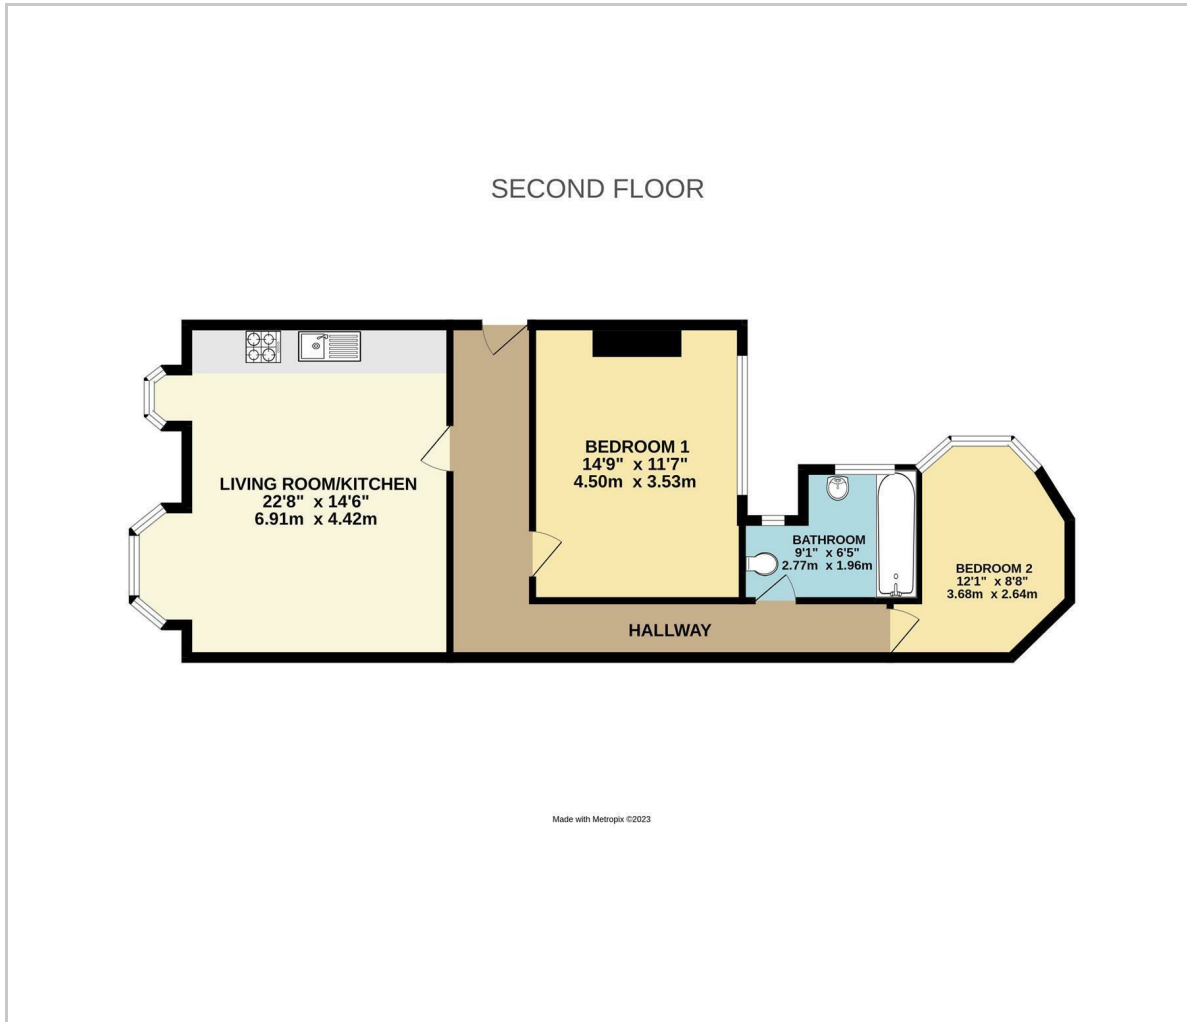 SECOND FLOOR
LIVING ROOM/KITCHEN
22'8" x 14'6"
6.91m x 4.42m
BEDROOM 1
14'9" x 11'7"
4.50m x 3.53m
BATHROOM
9'1" x 6'5"
2.77m x 1.96m
BEDROOM 2
12'1" x 8'8"
3.68m x 2.64m
HALLWAY
Made with Metropix ©2023